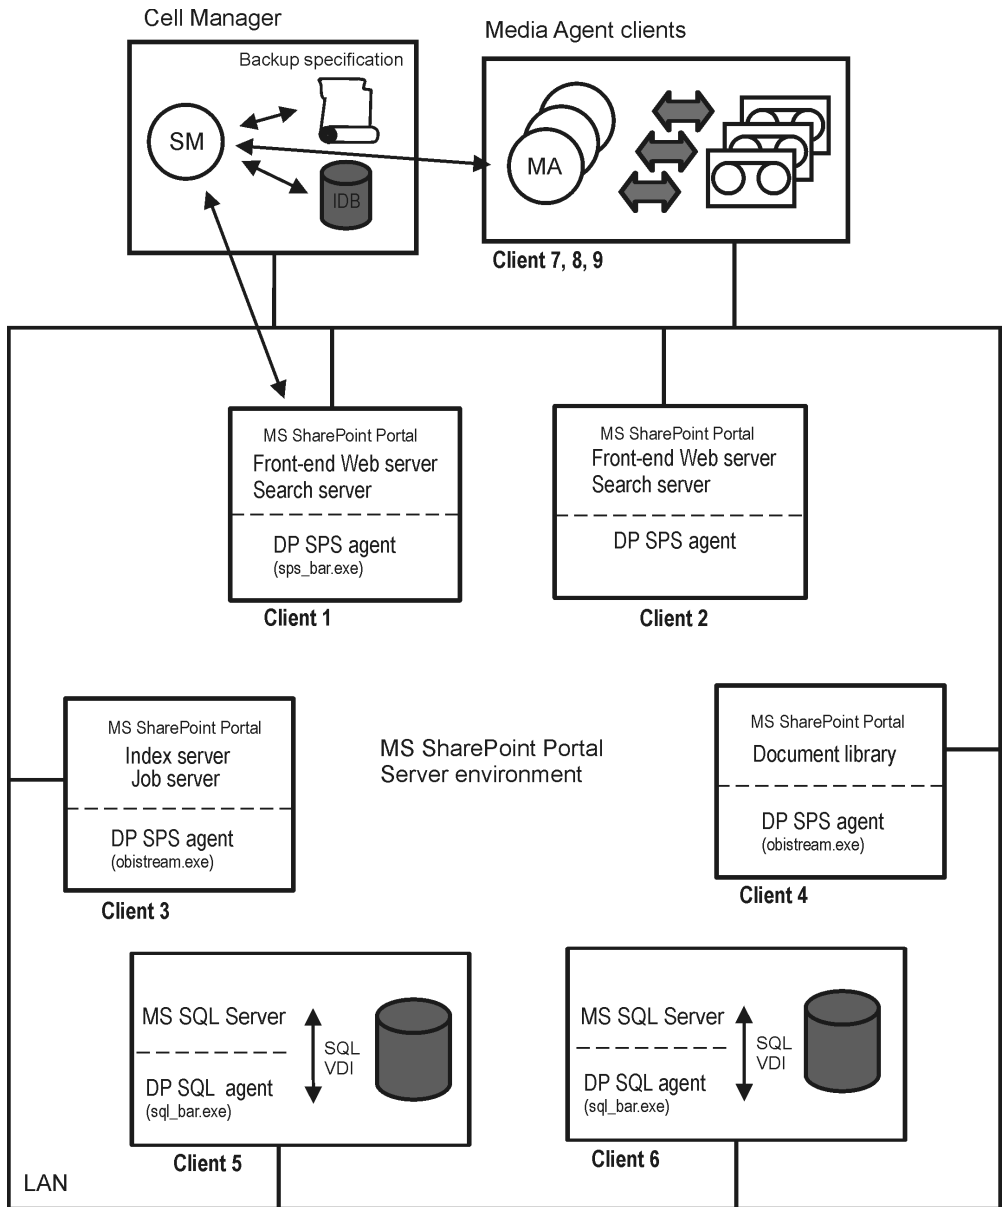 Cell Manager
Media Agent clients
Backup specification
SM
IDB
MA
Client 7, 8, 9
MS SharePoint Portal
Front-end Web server
Search server
DP SPS agent
(sps_bar.exe)
Client 1
MS SharePoint Portal
Front-end Web server
Search server
DP SPS agent
Client 2
MS SharePoint Portal
Index server
Job server
DP SPS agent
(obistream.exe)
Client 3
MS SharePoint Portal
Server environment
MS SharePoint Portal
Document library
DP SPS agent
(obistream.exe)
Client 4
MS SQL Server
SQL
VDI
DP SQL agent
(sql_bar.exe)
Client 5
MS SQL Server
SQL
VDI
DP SQL agent
(sql_bar.exe)
Client 6
LAN